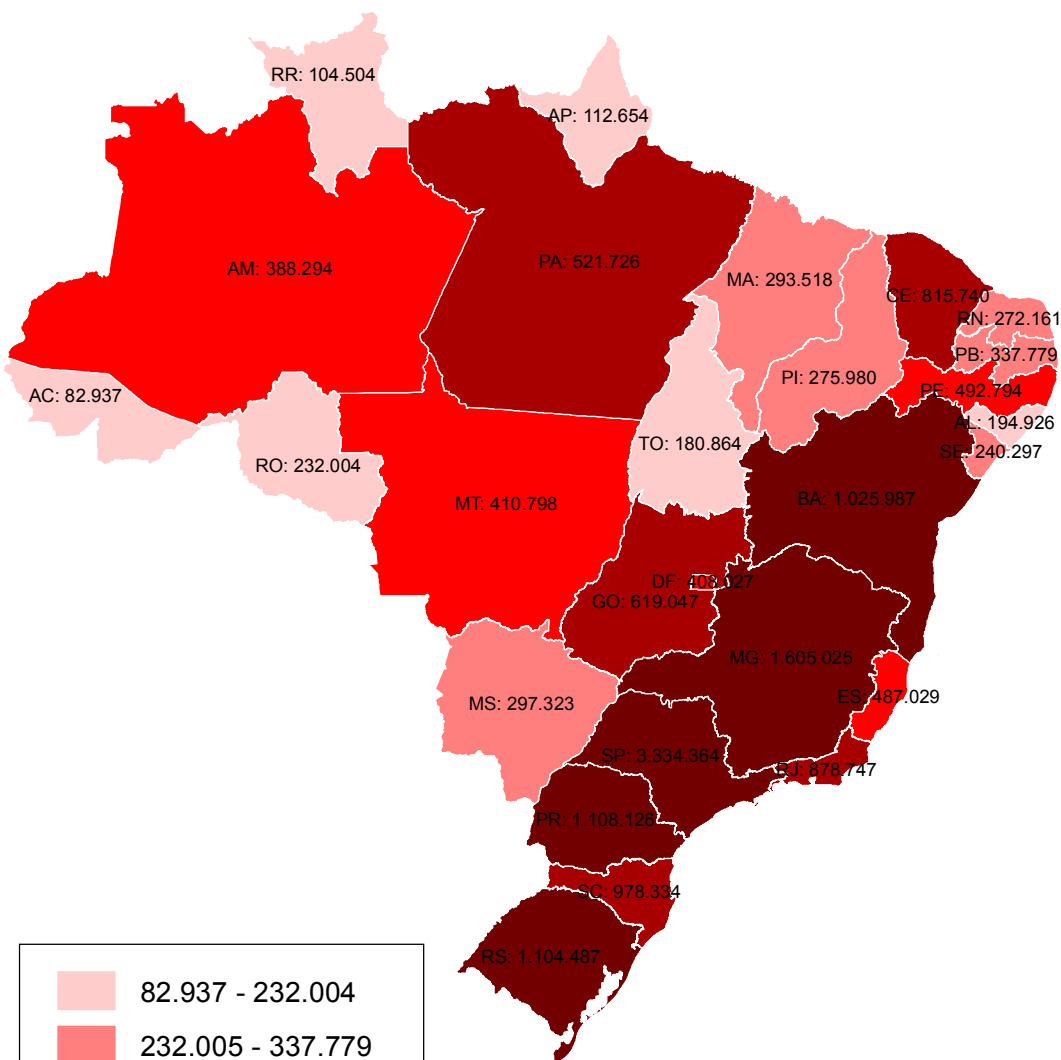 RR: 104.504
AP: 112.654
AM: 388.294
PA: 521.726
MA: 293.518
CE: 815.740
RN: 272.161
PB: 337.779
PI: 275.980
PE: 492.794
AC: 82.937
AL: 194.926
TO: 180.864
SE: 240.297
RO: 232.004
BA: 1.025.987
MT: 410.798
DF: 408.027
GO: 619.047
MG: 1.605.025
ES: 487.029
MS: 297.323
SP: 3.334.364
RJ: 878.747
PR: 1.108.126
SC: 978.334
RS: 1.104.487
82.937 - 232.004
232.005 - 337.779